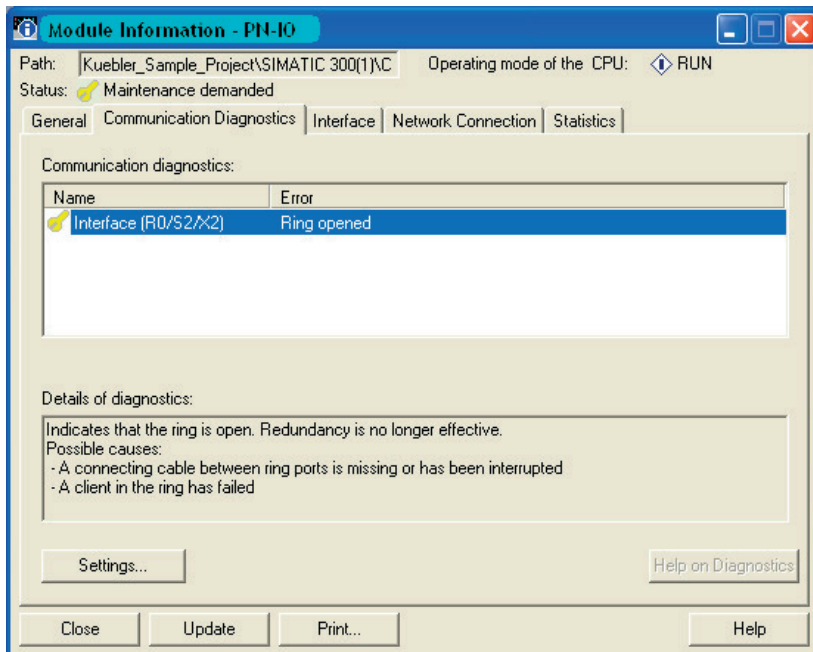 Module Information - PN-IO
Path: Kuebler_Sample_Project\SIMATIC 300(1)\C Operating mode of the CPU: RUN
Status: Maintenance demanded
General Communication Diagnostics Interface Network Connection Statistics
Communication diagnostics:
Name Error
Interface (R0/S2/X2) Ring opened
Details of diagnostics:
Indicates that the ring is open. Redundancy is no longer effective.
Possible causes:
- A connecting cable between ring ports is missing or has been interrupted
- A client in the ring has failed
Settings... Help on Diagnostics
Close Update Print... Help